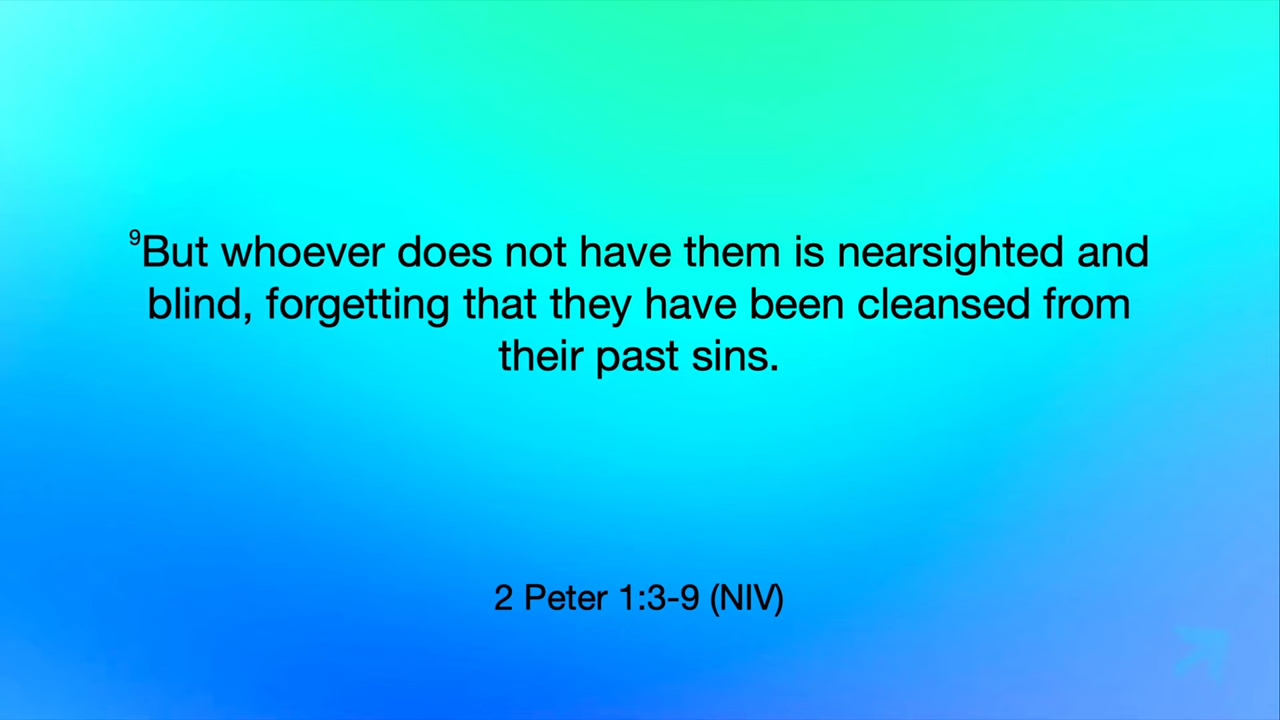 ⁹But whoever does not have them is nearsighted and
blind, forgetting that they have been cleansed from
their past sins.
2 Peter 1:3-9 (NIV)